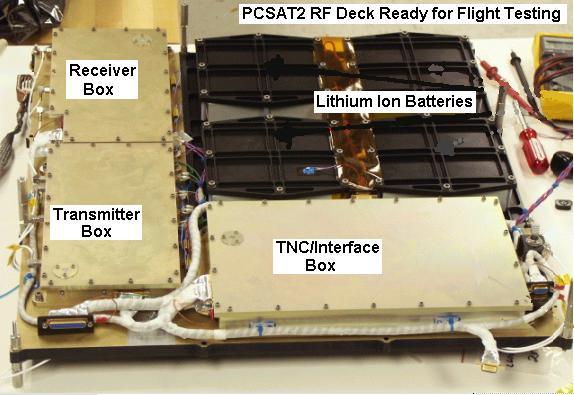 PCSAT2 RF Deck Ready for Flight Testing
Receiver
Box
Lithium Ion Batteries
Transmitter
Box
TNC/Interface
Box